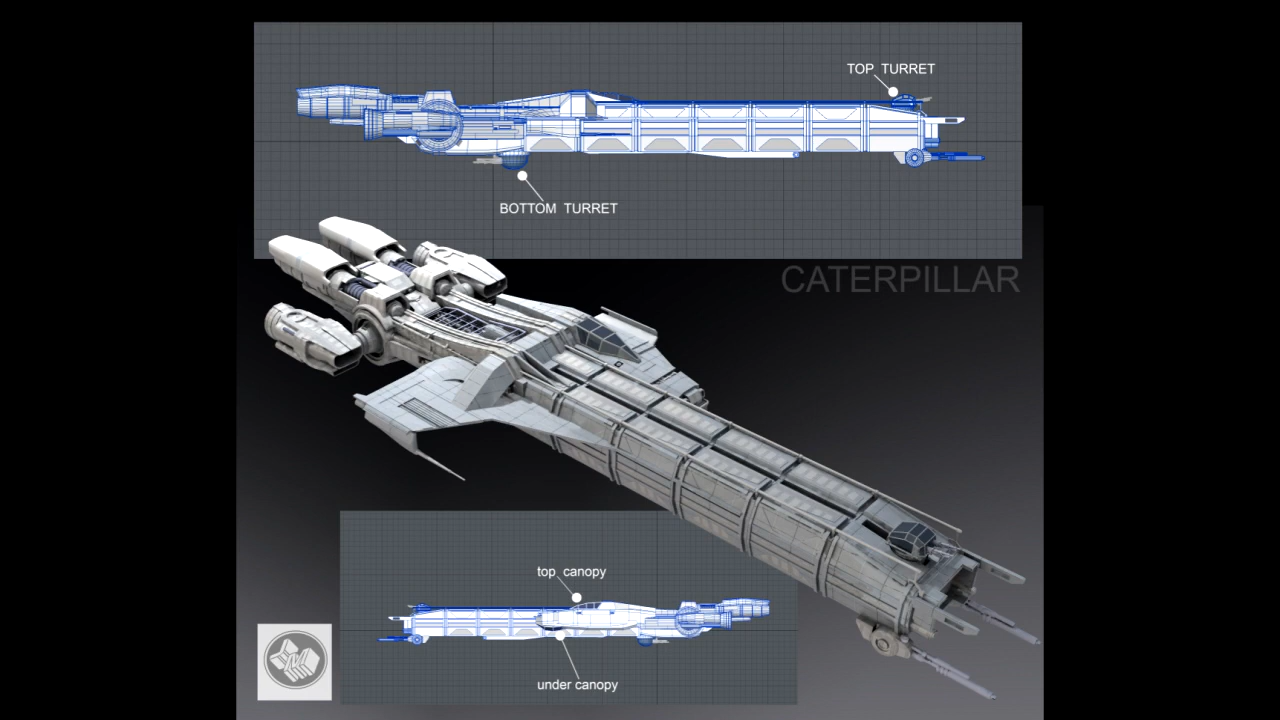 TOP TURRET
BOTTOM TURRET
CATERPILLAR
top canopy
under canopy